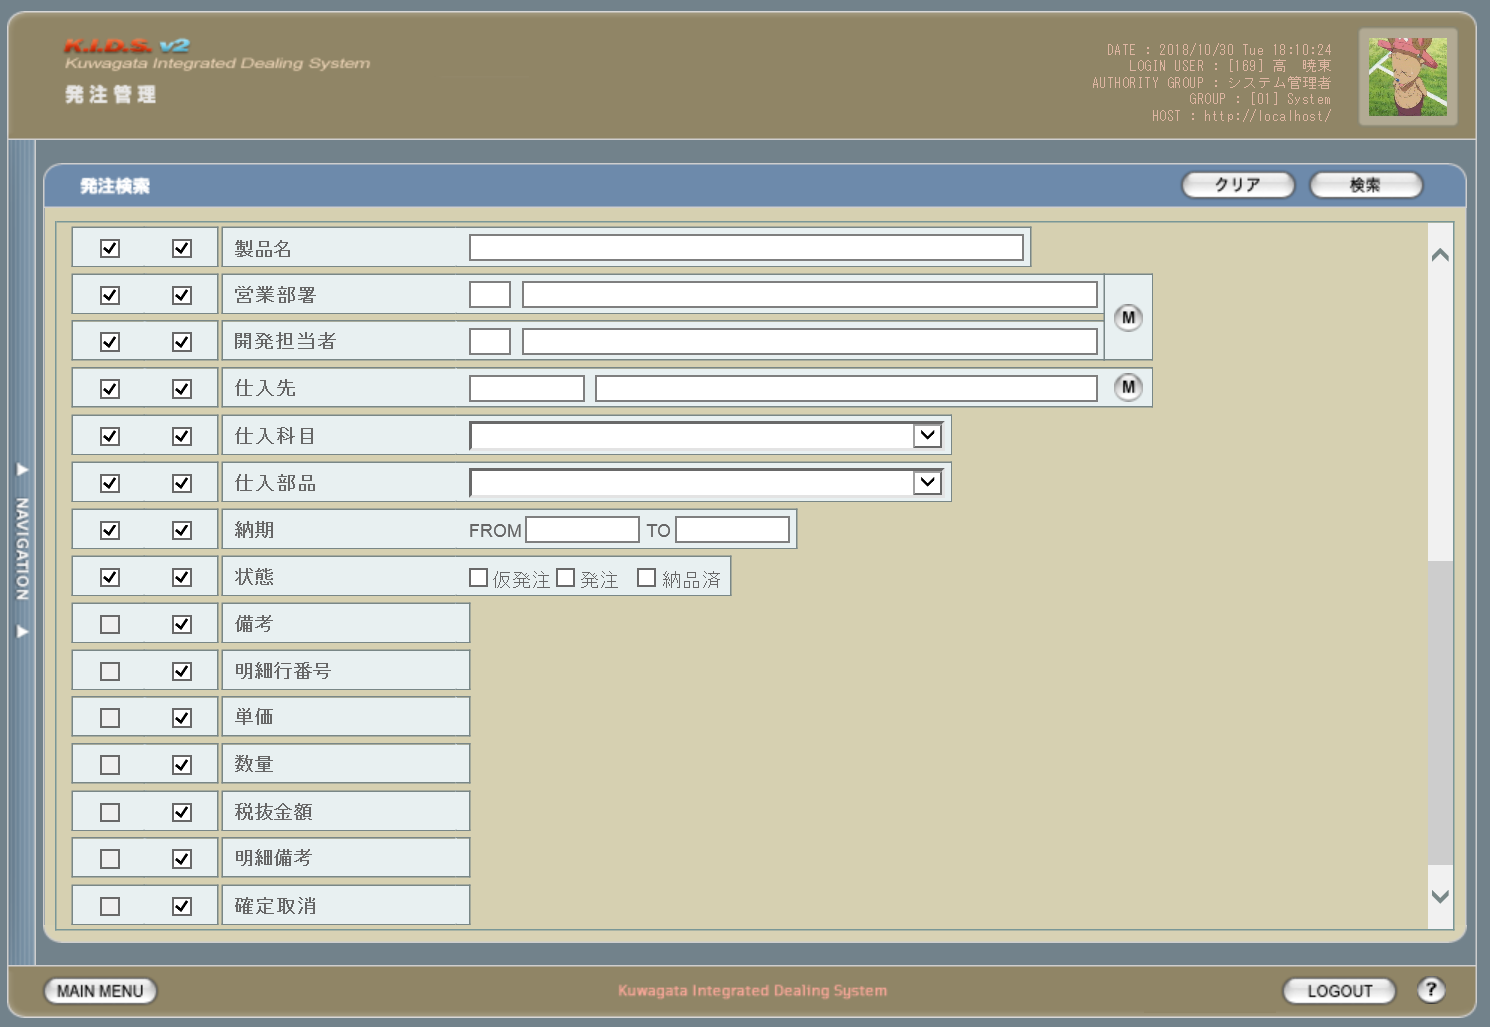 K.I.D.S. v2
Kuwagata Integrated Dealing System
発注管理
DATE : 2018/10/30 Tue 18:10:24
LOGIN USER : [169] 高　暁東
AUTHORITY GROUP : システム管理者
GROUP : [01] System
HOST : http://localhost/
発注検索
クリア
検索
製品名
営業部署
M
開発担当者
仕入先
M
仕入科目
仕入部品
納期 FROM TO
状態 仮発注 発注 納品済
備考
明細行番号
単価
数量
税抜金額
明細備考
確定取消
NAVIGATION
MAIN MENU
Kuwagata Integrated Dealing System
LOGOUT
?